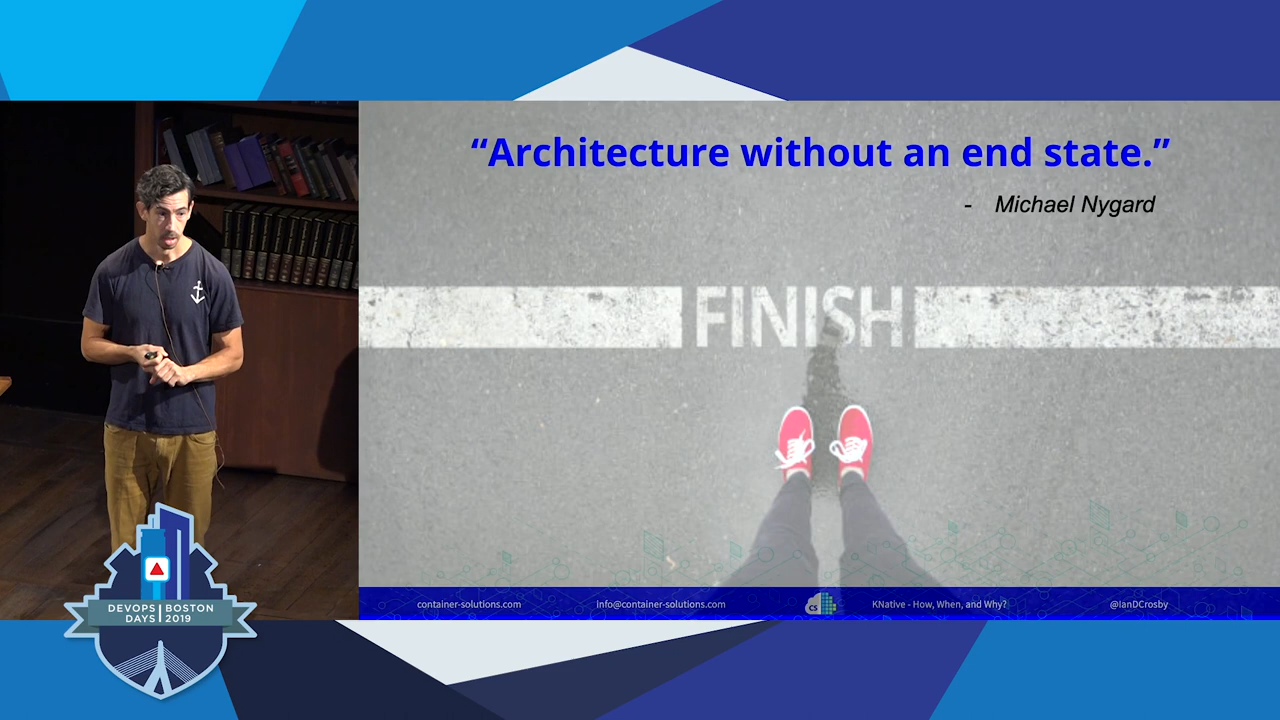 “Architecture without an end state.”
- Michael Nygard
FINISH
container-solutions.com
info@container-solutions.com
cs
KNative - How, When, and Why?
@IanDCrosby
DEVOPS BOSTON
DAYS 2019